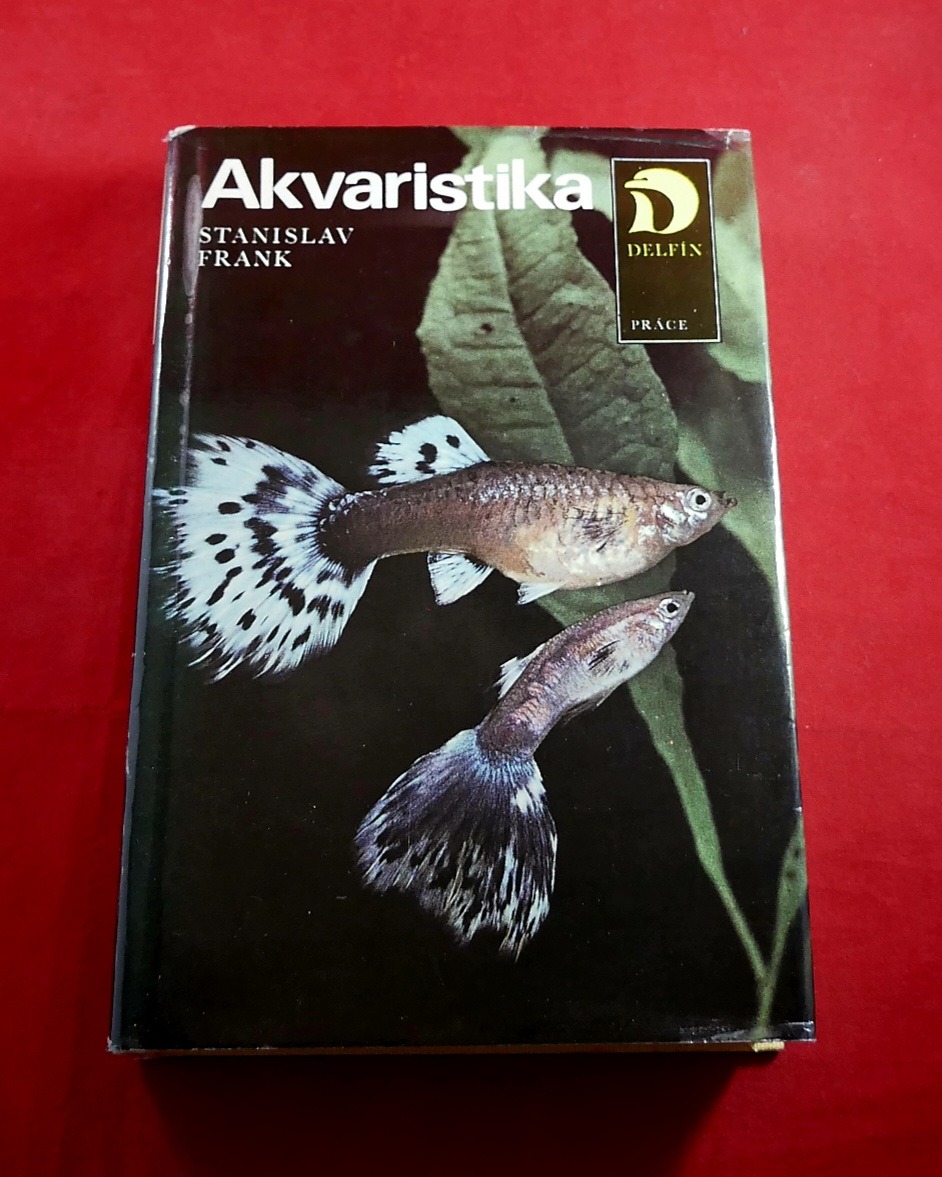 Akvaristika
STANISLAV
FRANK
DELFÍN
PRÁCE